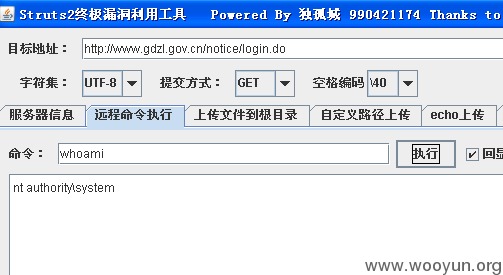 Struts2终极漏洞利用工具 Powered By 独孤城 990421174 Thanks to
目标地址： http://www.gdzl.gov.cn/notice/login.do
字符集： UTF-8 提交方式： GET 空格编码 \40
服务器信息 远程命令执行 上传文件到根目录 自定义路径上传 echo上传
命令： whoami 执行 回显
nt authority\system
www.wooyun.org